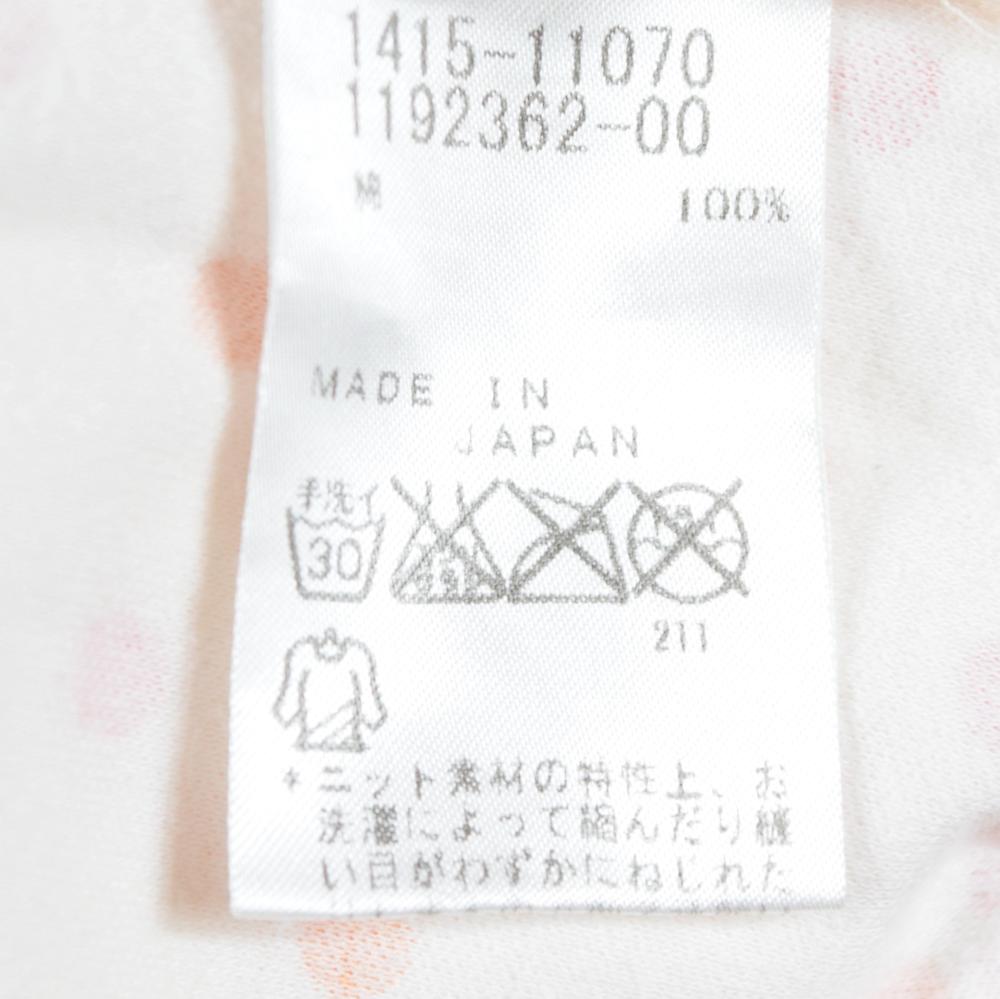 1415-11070
1192362-00
綿 100%
MADE IN
JAPAN
手洗イ
30
211
*ニット素材の特性上、お
洗濯によって縮んだり縫
い目がわずかにねじれた